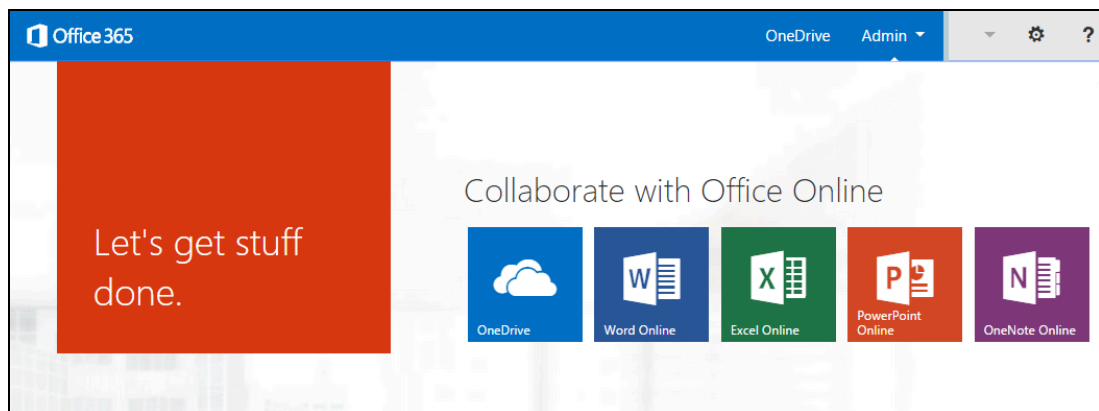 Office 365
OneDrive
Admin
?
Let's get stuff
done.
Collaborate with Office Online
OneDrive
W
Word Online
X
Excel Online
P
PowerPoint
Online
N
OneNote Online